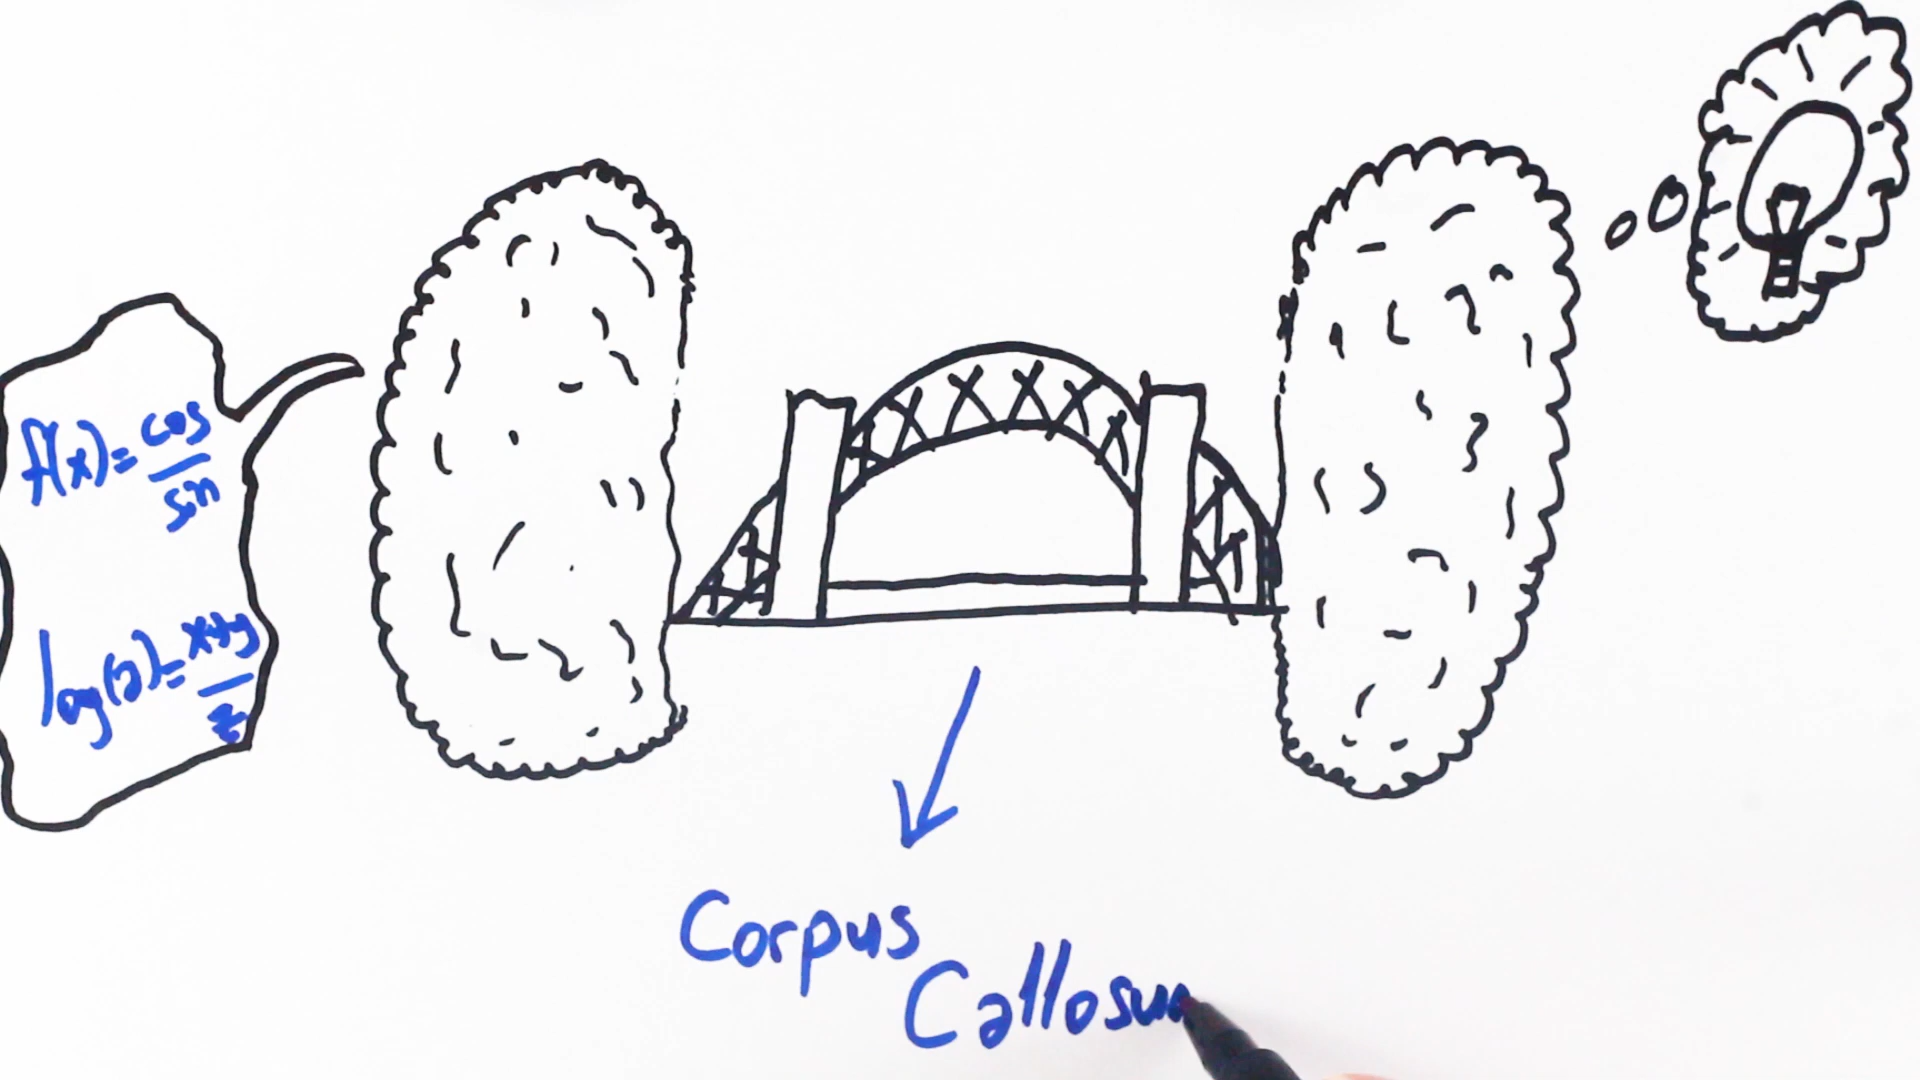 f(x)=cos/sin
log(2)=x+y/z
Corpus
Callosum